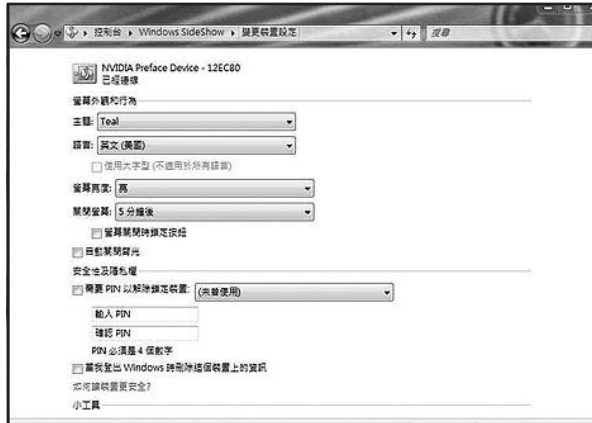 控制台 ▸ Windows SideShow ▸ 變更裝置設定
搜尋
NVIDIA Preface Device - 12EC80
已經連線
螢幕外觀和行為
主題: Teal
語言: 英文 (美國)
使用大字型 (不適用於所有語言)
螢幕亮度: 亮
關閉螢幕: 5 分鐘後
螢幕關閉時鎖定按鈕
自動關閉背光
安全性及隱私權
需要 PIN 以解除鎖定裝置: (未曾使用)
輸入 PIN
確認 PIN
PIN 必須是 4 個數字
當我登出 Windows 時刪除這個裝置上的資訊
如何讓裝置更安全?
小工具